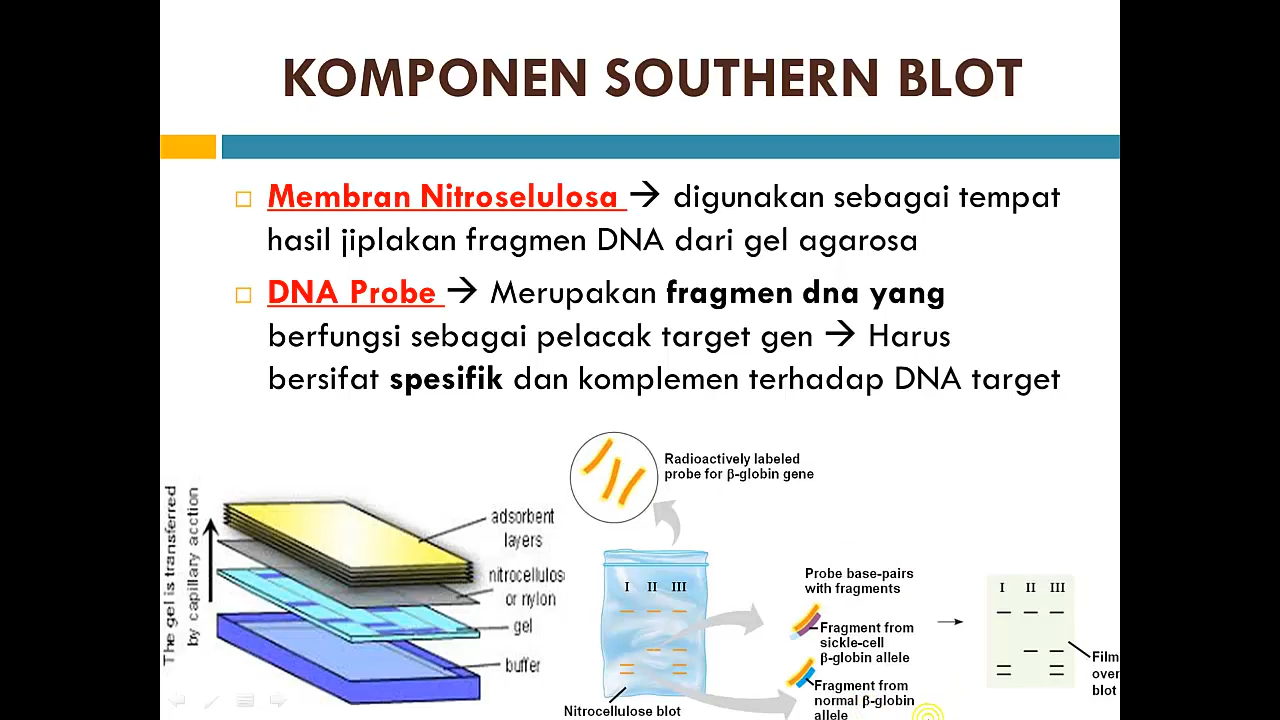 KOMPONEN SOUTHERN BLOT
Membran Nitroselulosa → digunakan sebagai tempat
hasil jiplakan fragmen DNA dari gel agarosa
DNA Probe → Merupakan fragmen dna yang
berfungsi sebagai pelacak target gen → Harus
bersifat spesifik dan komplemen terhadap DNA target
The gel is transferred
by capillary acction
adsorbent
layers
nitrocellulos
or nylon
gel
buffer
Radioactively labeled
probe for β-globin gene
I II III
Nitrocellulose blot
Probe base-pairs
with fragments
Fragment from
sickle-cell
β-globin allele
Fragment from
normal β-globin
allele
I II III
Film
over
blot